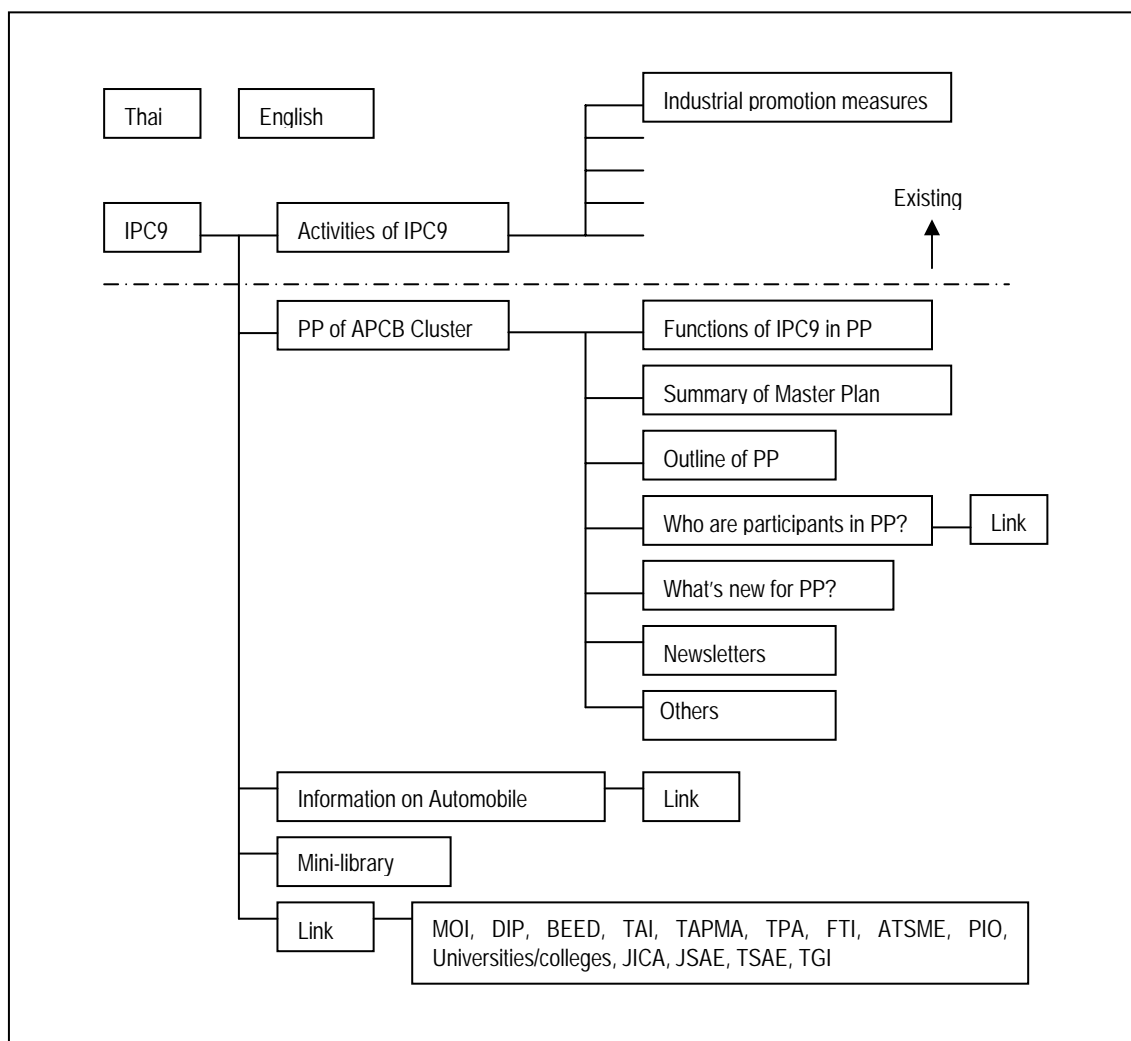 Industrial promotion measures
Thai
English
Existing
IPC9
Activities of IPC9
PP of APCB Cluster
Functions of IPC9 in PP
Summary of Master Plan
Outline of PP
Who are participants in PP?
Link
What's new for PP?
Newsletters
Others
Information on Automobile
Link
Mini-library
Link
MOI, DIP, BEED, TAI, TAPMA, TPA, FTI, ATSME, PIO,
Universities/colleges, JICA, JSAE, TSAE, TGI